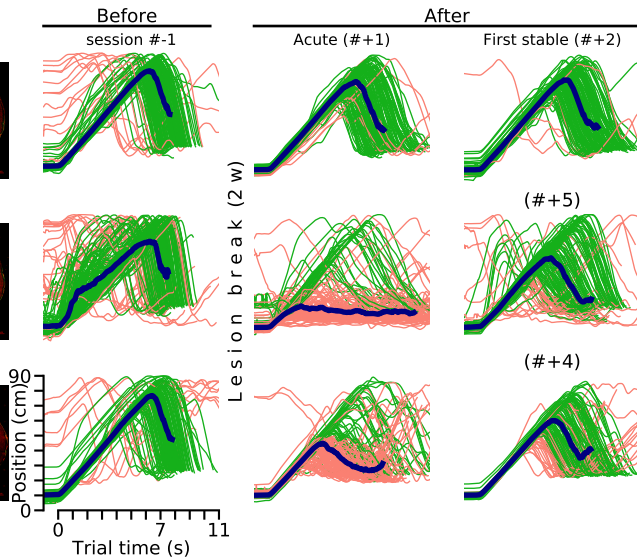 Before
After
session #-1
Acute (#+1)
First stable (#+2)
Lesion break (2 w)
(#+5)
(#+4)
90
Position (cm)
0
0 7 11
Trial time (s)